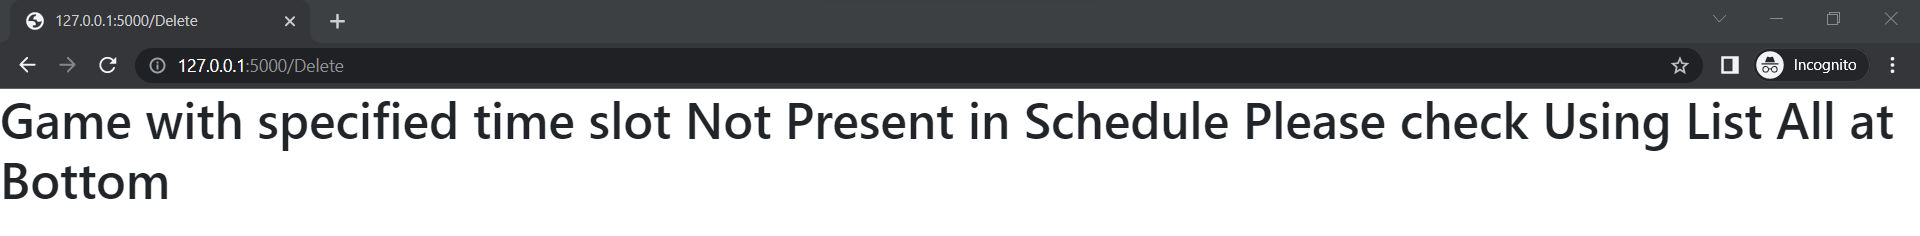 127.0.0.1:5000/Delete
127.0.0.1:5000/Delete
Incognito
Game with specified time slot Not Present in Schedule Please check Using List All at
Bottom